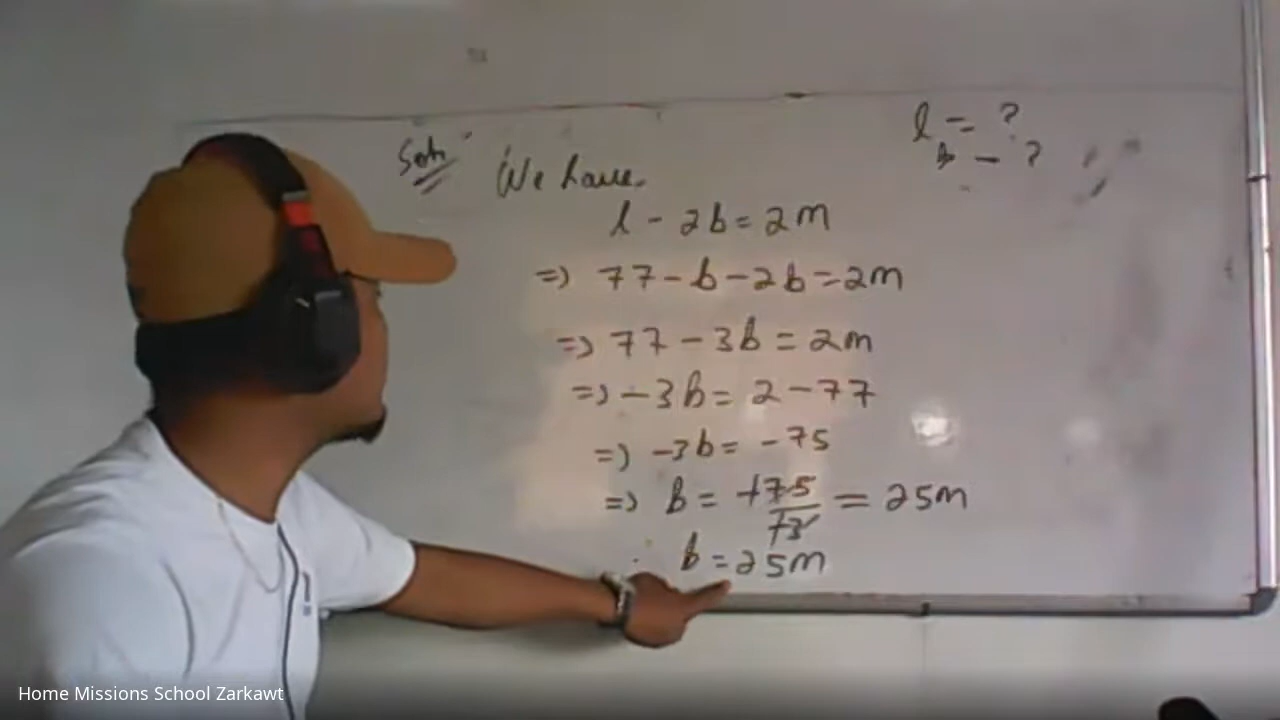 l = ?
b = ?
Soln We have.
l - 2b = 2m
=> 77 - b - 2b = 2m
=> 77 - 3b = 2m
=> - 3b = 2 - 77
=> -3b = -75
=> b = +75/+3 = 25m
∴ b = 25m
Home Missions School Zarkawt